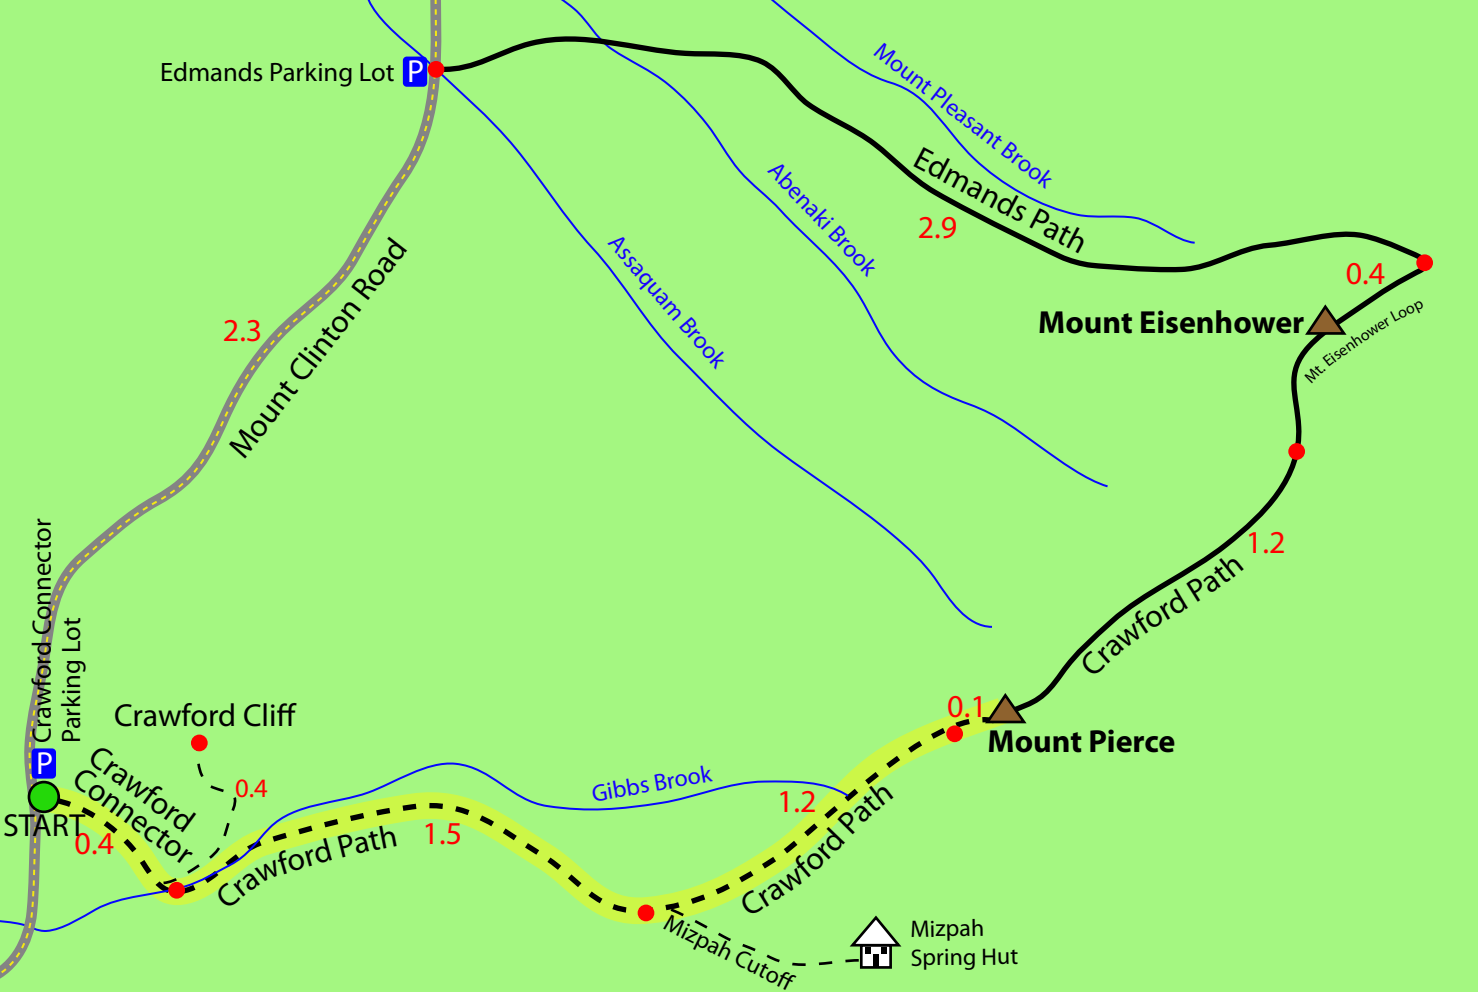 Mount Pleasant Brook
Edmands Parking Lot
P
Edmands Path
2.9
Abenaki Brook
Assaquam Brook
0.4
Mount Eisenhower
Mt. Eisenhower Loop
2.3
Mount Clinton Road
1.2
Crawford Path
Crawford Connector
Parking Lot
0.1
Mount Pierce
Crawford Cliff
P
Crawford
Connector
0.4
START
0.4
Gibbs Brook
1.2
Crawford Path
1.5
Crawford Path
Mizpah Cutoff
Mizpah
Spring Hut